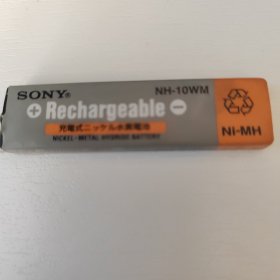 SONY® NH-10WM
+ Rechargeable -
充電式ニッケル水素電池
NICKEL-METAL HYDRIDE BATTERY
Ni-MH